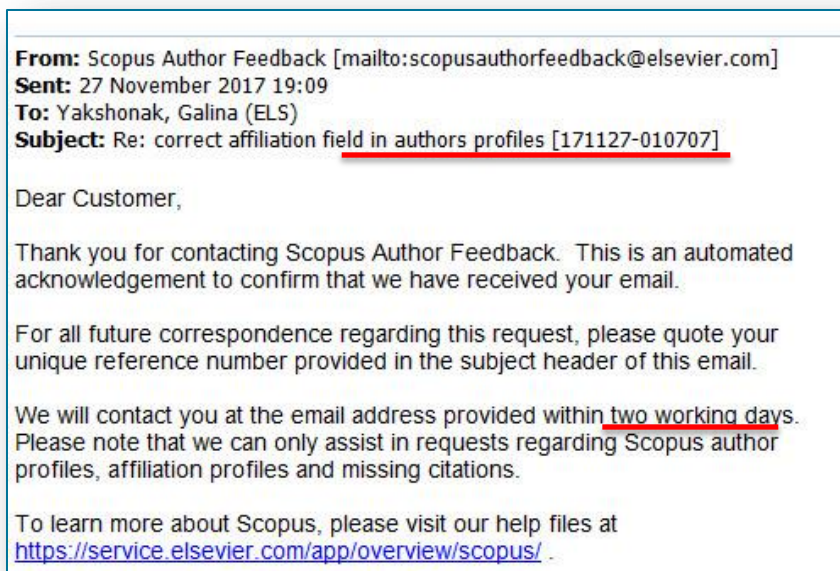 From: Scopus Author Feedback [mailto:scopusauthorfeedback@elsevier.com]
Sent: 27 November 2017 19:09
To: Yakshonak, Galina (ELS)
Subject: Re: correct affiliation field in authors profiles [171127-010707]
Dear Customer,
Thank you for contacting Scopus Author Feedback.  This is an automated
acknowledgement to confirm that we have received your email.
For all future correspondence regarding this request, please quote your
unique reference number provided in the subject header of this email.
We will contact you at the email address provided within two working days.
Please note that we can only assist in requests regarding Scopus author
profiles, affiliation profiles and missing citations.
To learn more about Scopus, please visit our help files at
https://service.elsevier.com/app/overview/scopus/ .